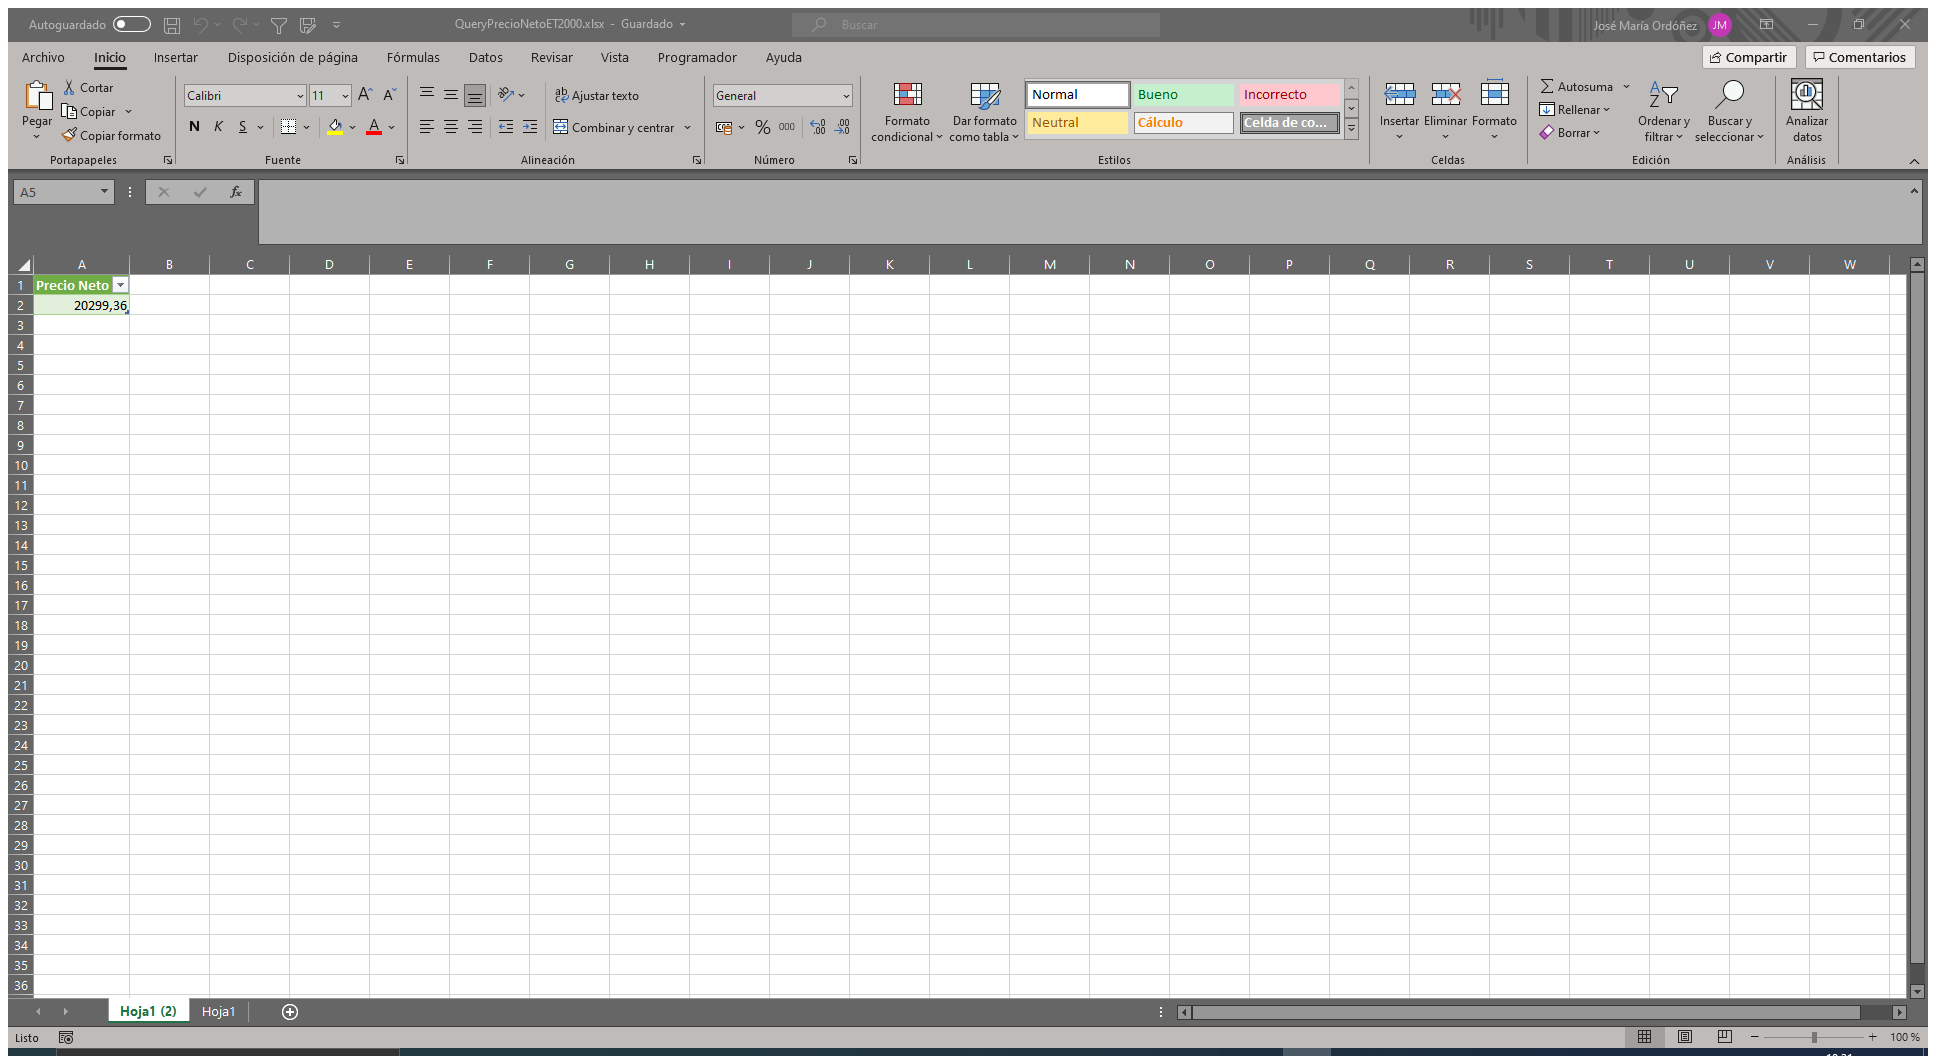 Autoguardado
QueryPrecioNetoET2000.xlsx - Guardado
Buscar
José María Ordóñez JM
Archivo Inicio Insertar Disposición de página Fórmulas Datos Revisar Vista Programador Ayuda
Compartir Comentarios
Pegar
Cortar
Copiar
Copiar formato
Portapapeles
Calibri 11
N K S
Fuente
Ajustar texto
Combinar y centrar
Alineación
General
% 000
Número
Formato condicional
Dar formato como tabla
Normal Bueno Incorrecto
Neutral Cálculo Celda de co...
Estilos
Insertar Eliminar Formato
Celdas
Autosuma
Rellenar
Borrar
Ordenar y filtrar
Buscar y seleccionar
Edición
Analizar datos
Análisis
A5
fx
A B C D E F G H I J K L M N O P Q R S T U V W
1 Precio Neto
2 20299,36
3
4
5
6
7
8
9
10
11
12
13
14
15
16
17
18
19
20
21
22
23
24
25
26
27
28
29
30
31
32
33
34
35
36
Hoja1 (2) Hoja1
Listo
100 %